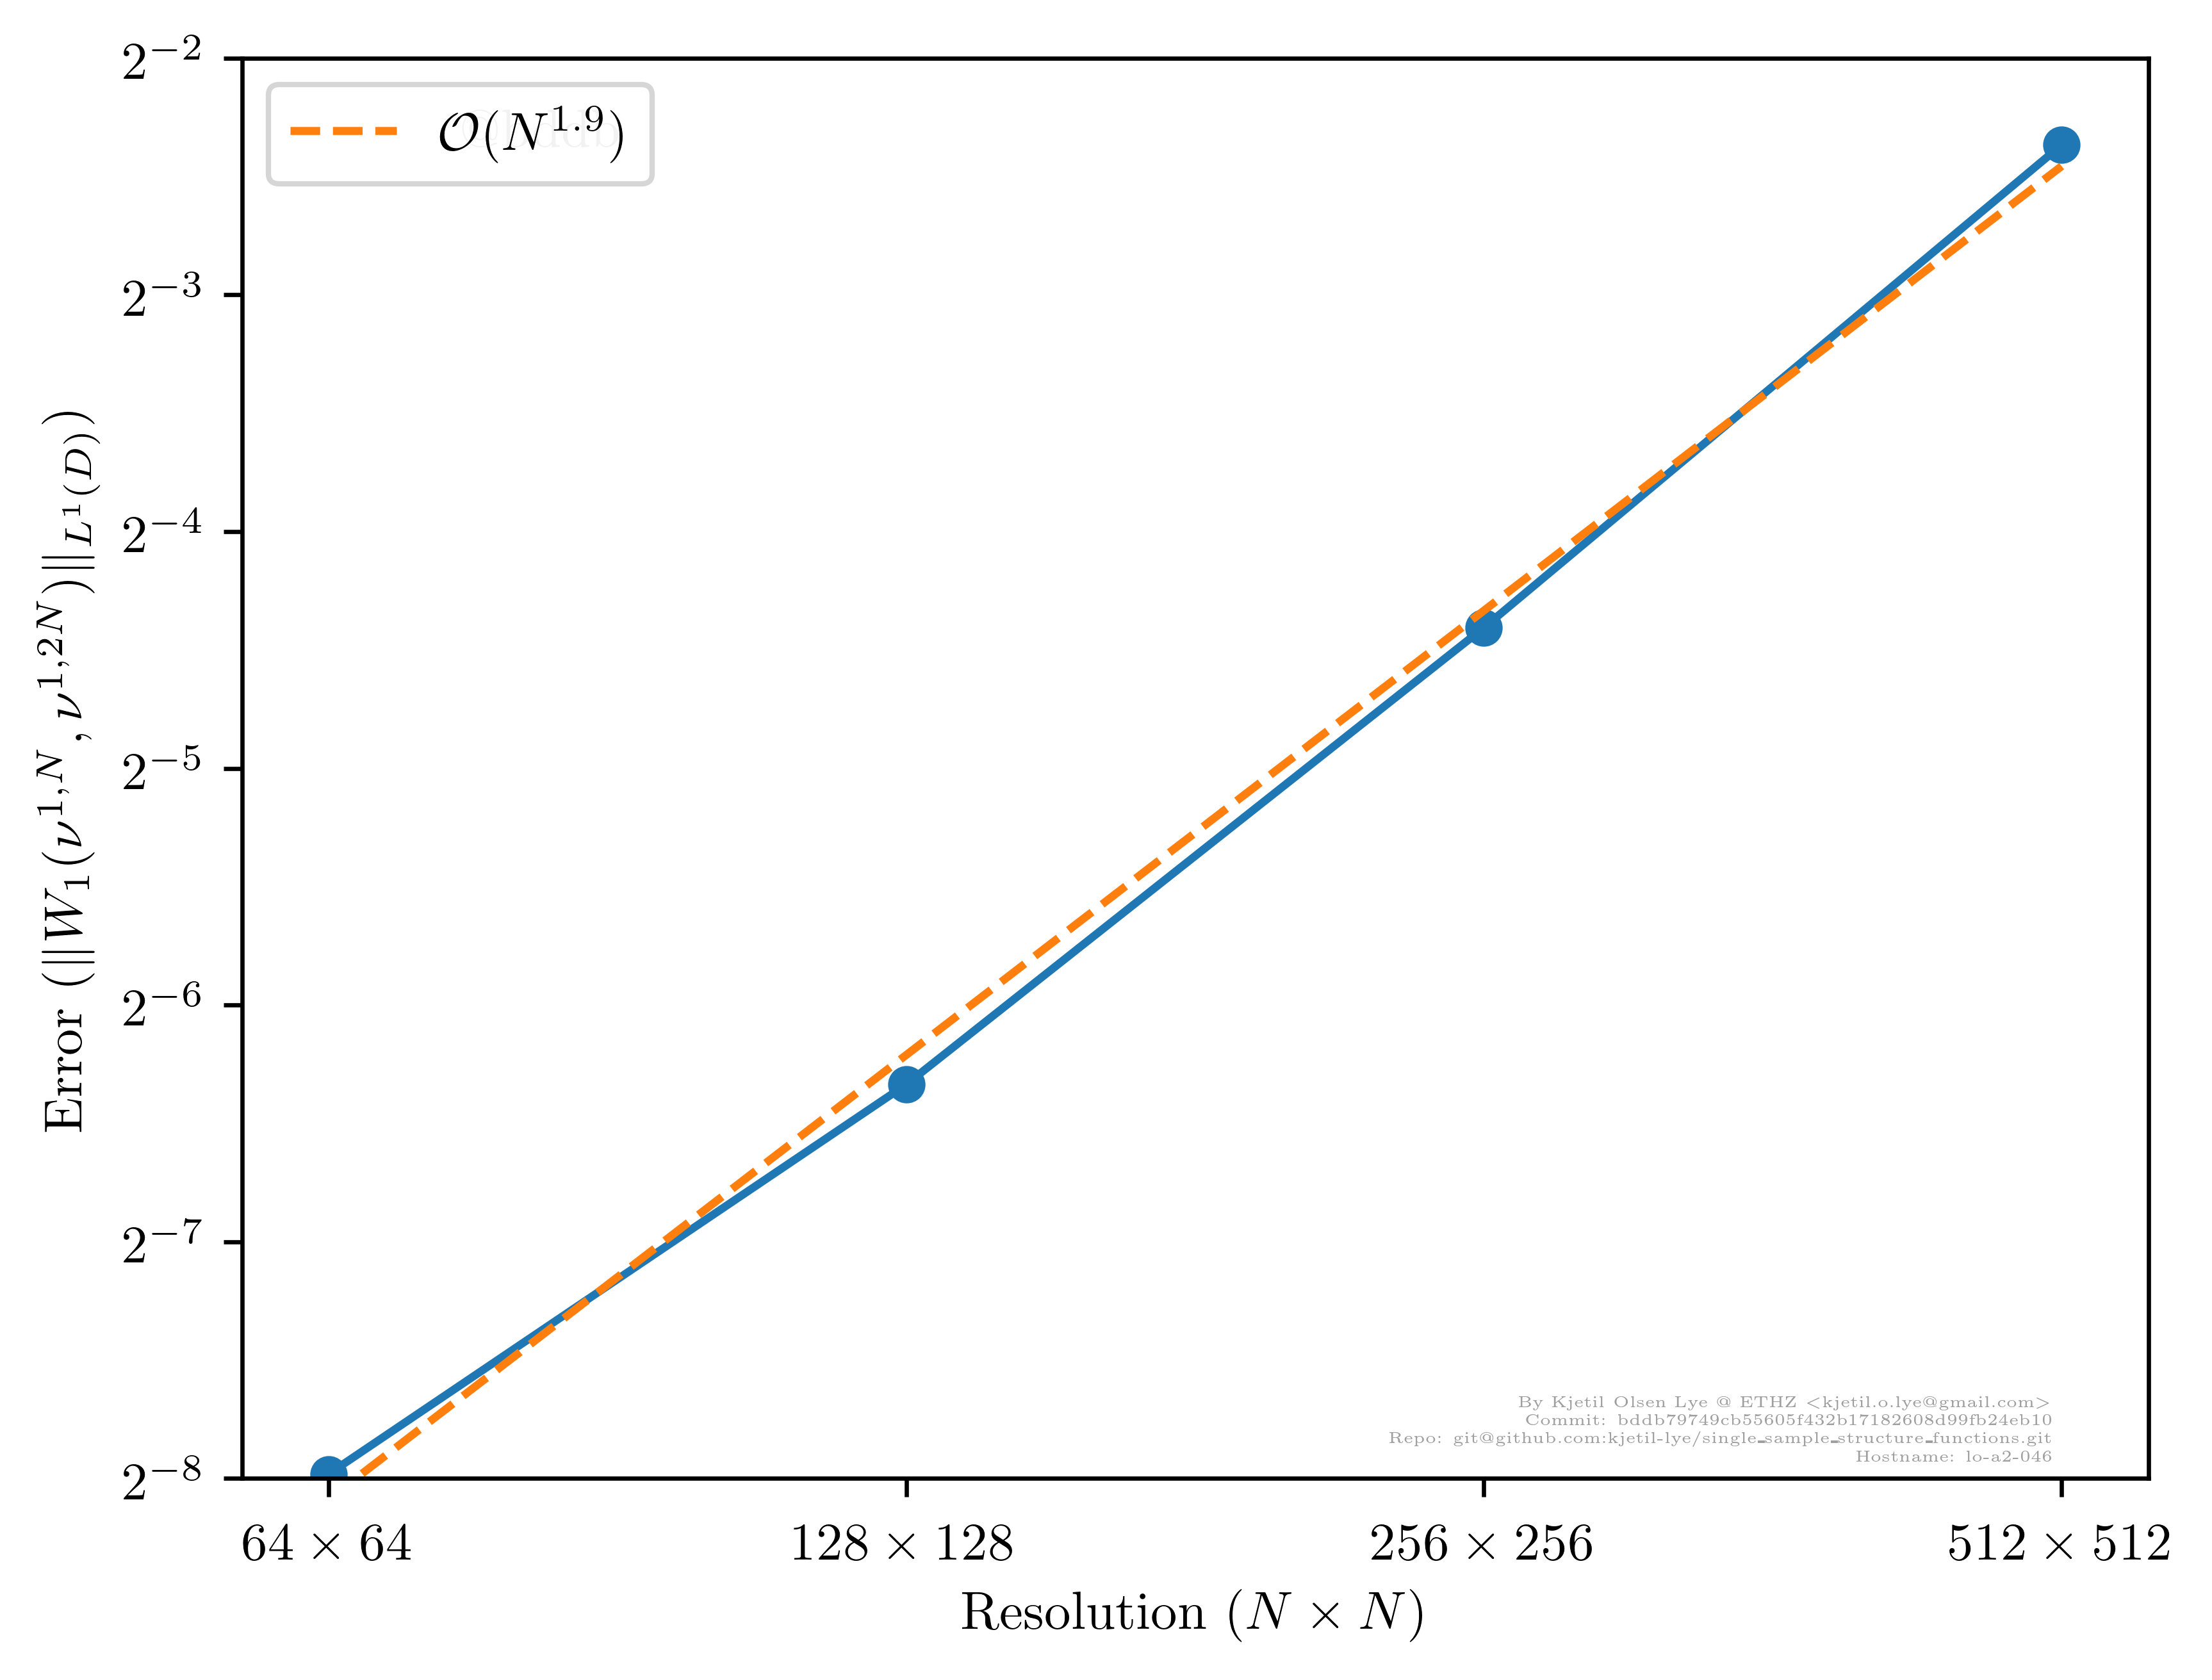 2^{-2}
𝒪(N^{1.9})
2^{-3}
2^{-4}
2^{-5}
2^{-6}
2^{-7}
2^{-8}
Error (||W_1(ν^{1,N}, ν^{1,2N})||_{L^1(D)})
By Kjetil Olsen Lye @ ETHZ <kjetil.o.lye@gmail.com>
Commit: bddb79749cb55605f432b17182608d99fb24eb10
Repo: git@github.com:kjetil-lye/single_sample_structure_functions.git
Hostname: lo-a2-046
64 × 64 128 × 128 256 × 256 512 × 512
Resolution (N × N)